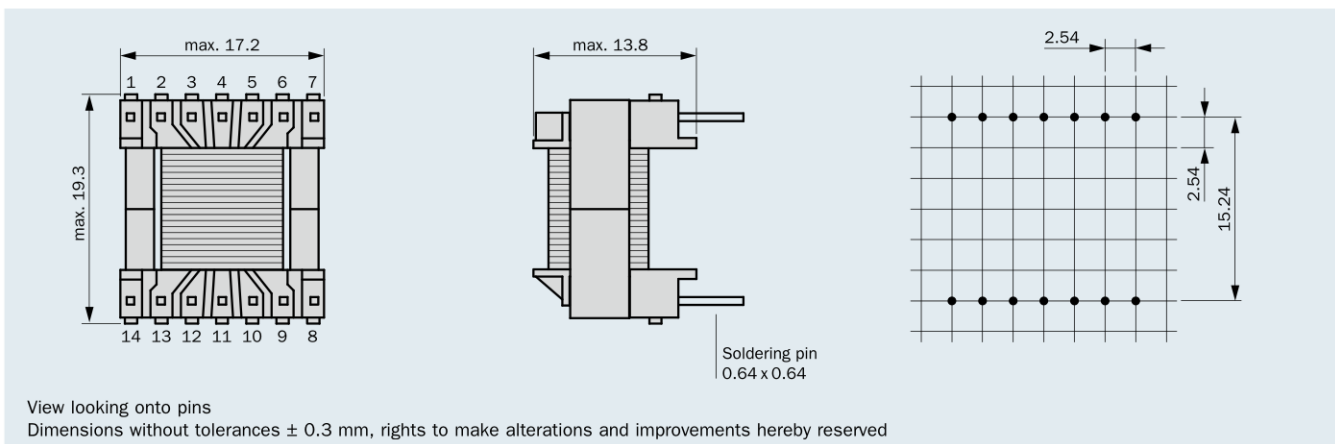 max. 17.2
1 2 3 4 5 6 7
max. 19.3
14 13 12 11 10 9 8
max. 13.8
Soldering pin
0.64 x 0.64
2.54
2.54
15.24
View looking onto pins
Dimensions without tolerances ± 0.3 mm, rights to make alterations and improvements hereby reserved